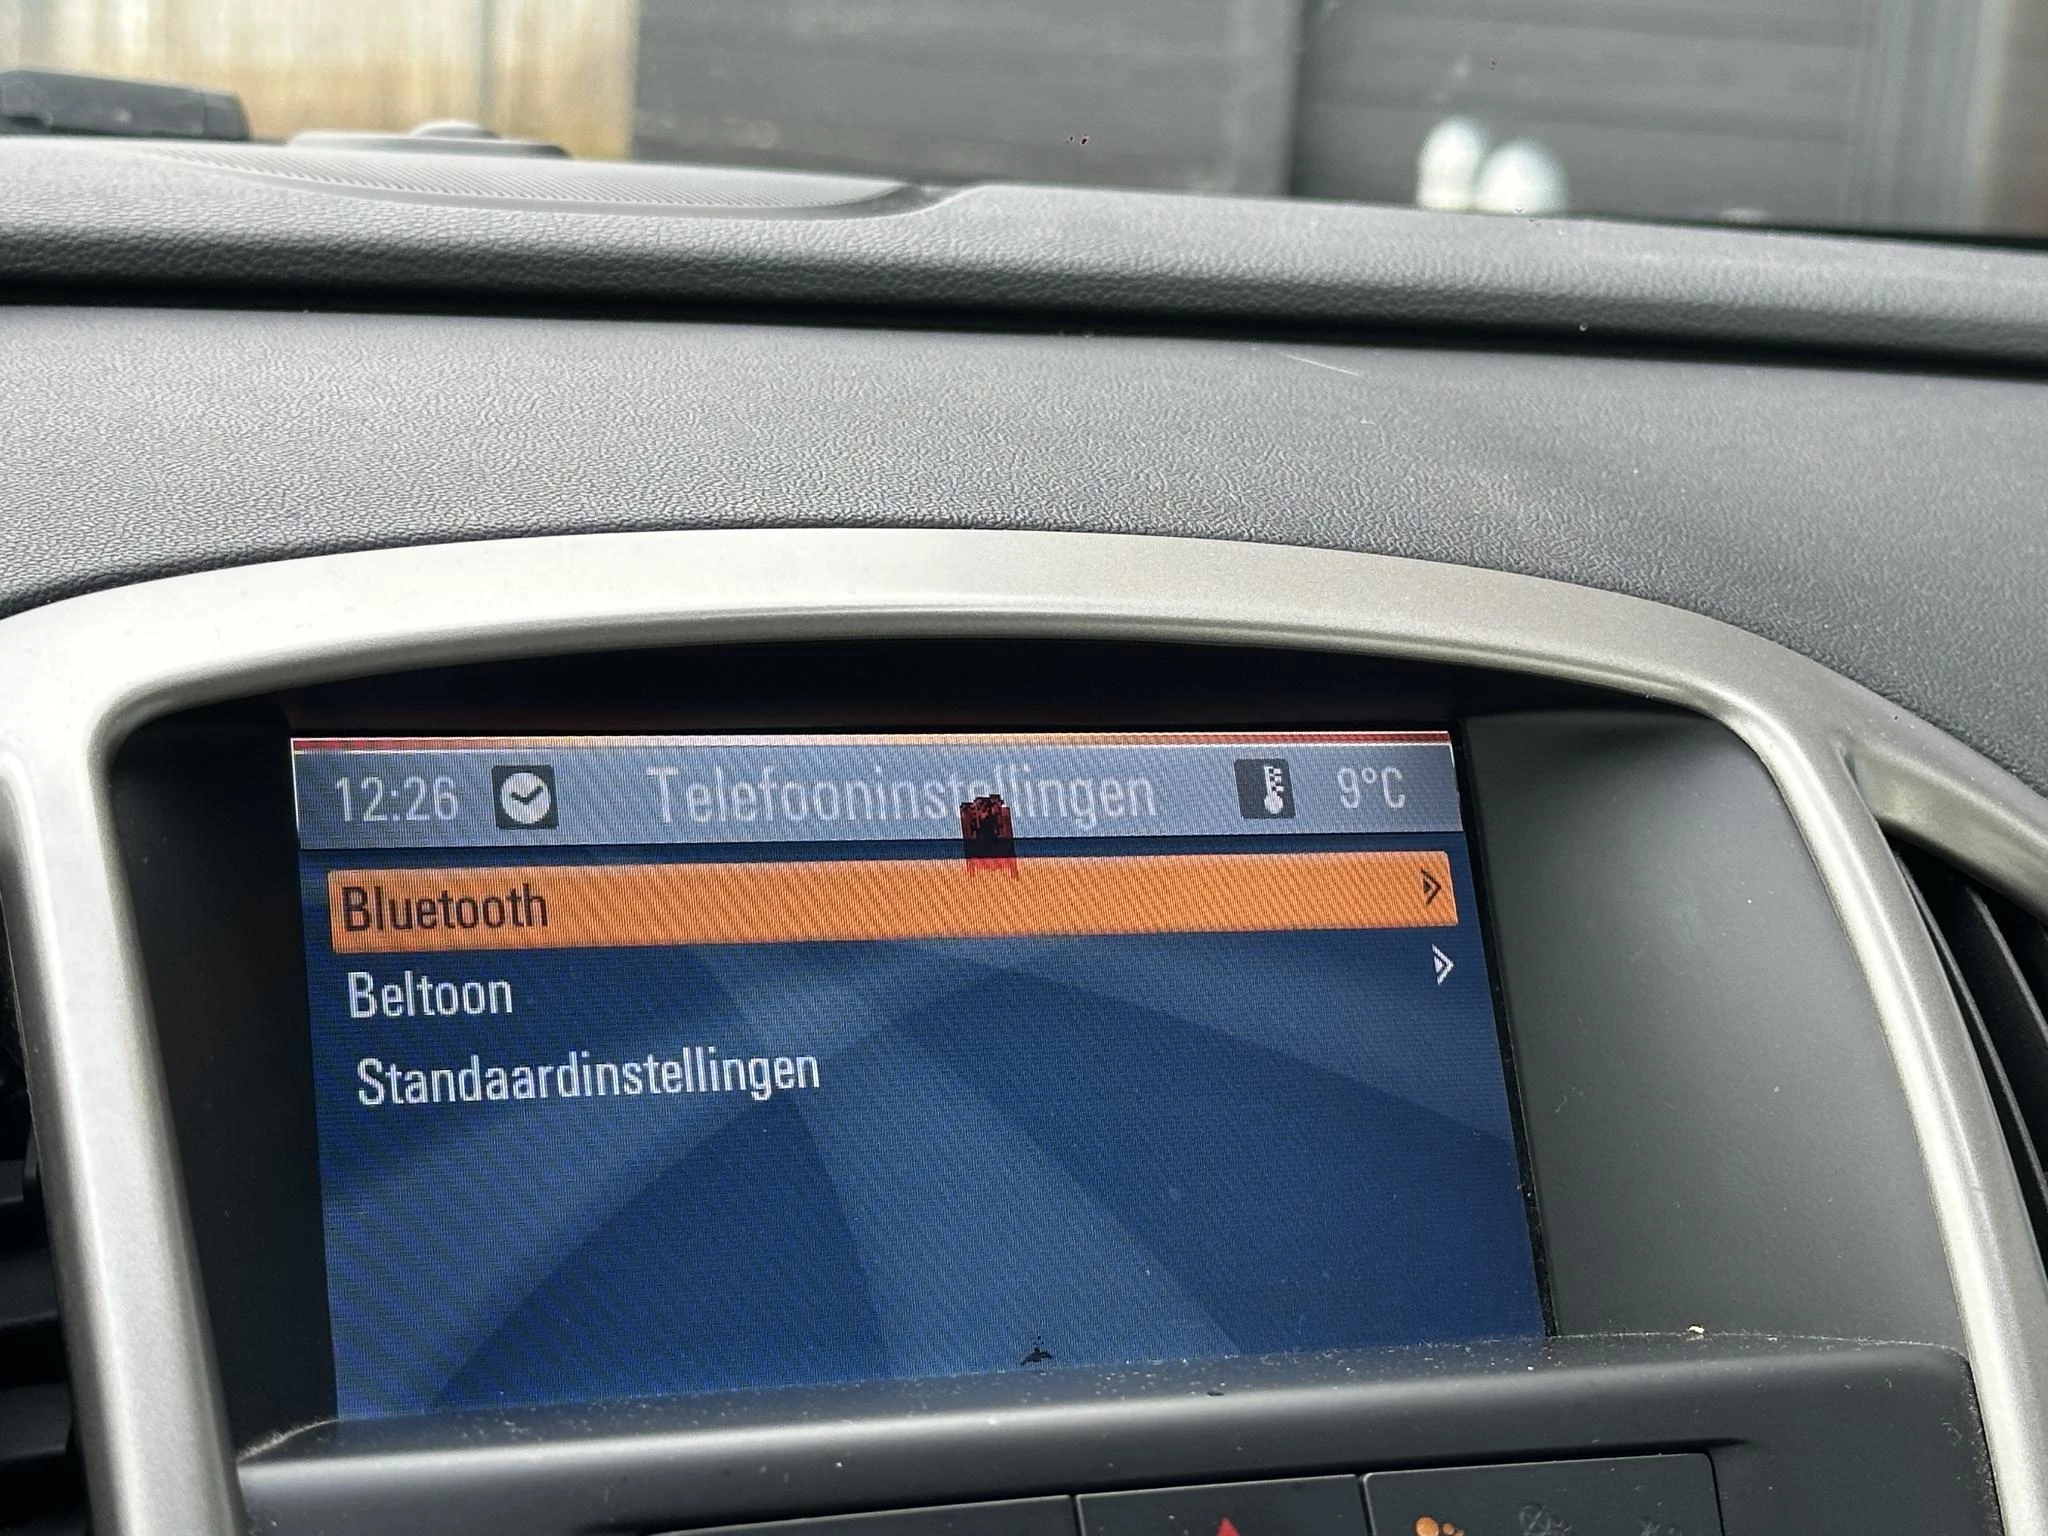 12:26 Telefooninstellingen 9°C
Bluetooth
Beltoon
Standaardinstellingen